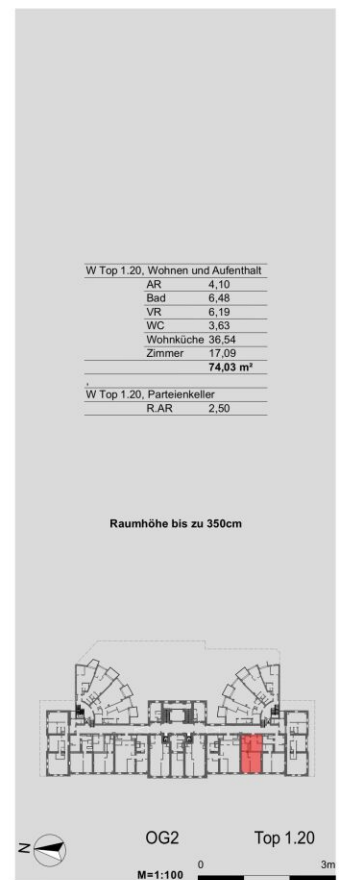 W Top 1.20, Wohnen und Aufenthalt
AR 4,10
Bad 6,48
VR 6,19
WC 3,63
Wohnküche 36,54
Zimmer 17,09
74,03 m²
,
W Top 1.20, Parteienkeller
R.AR 2,50
Raumhöhe bis zu 350cm
N OG2 Top 1.20
M=1:100 0 3m